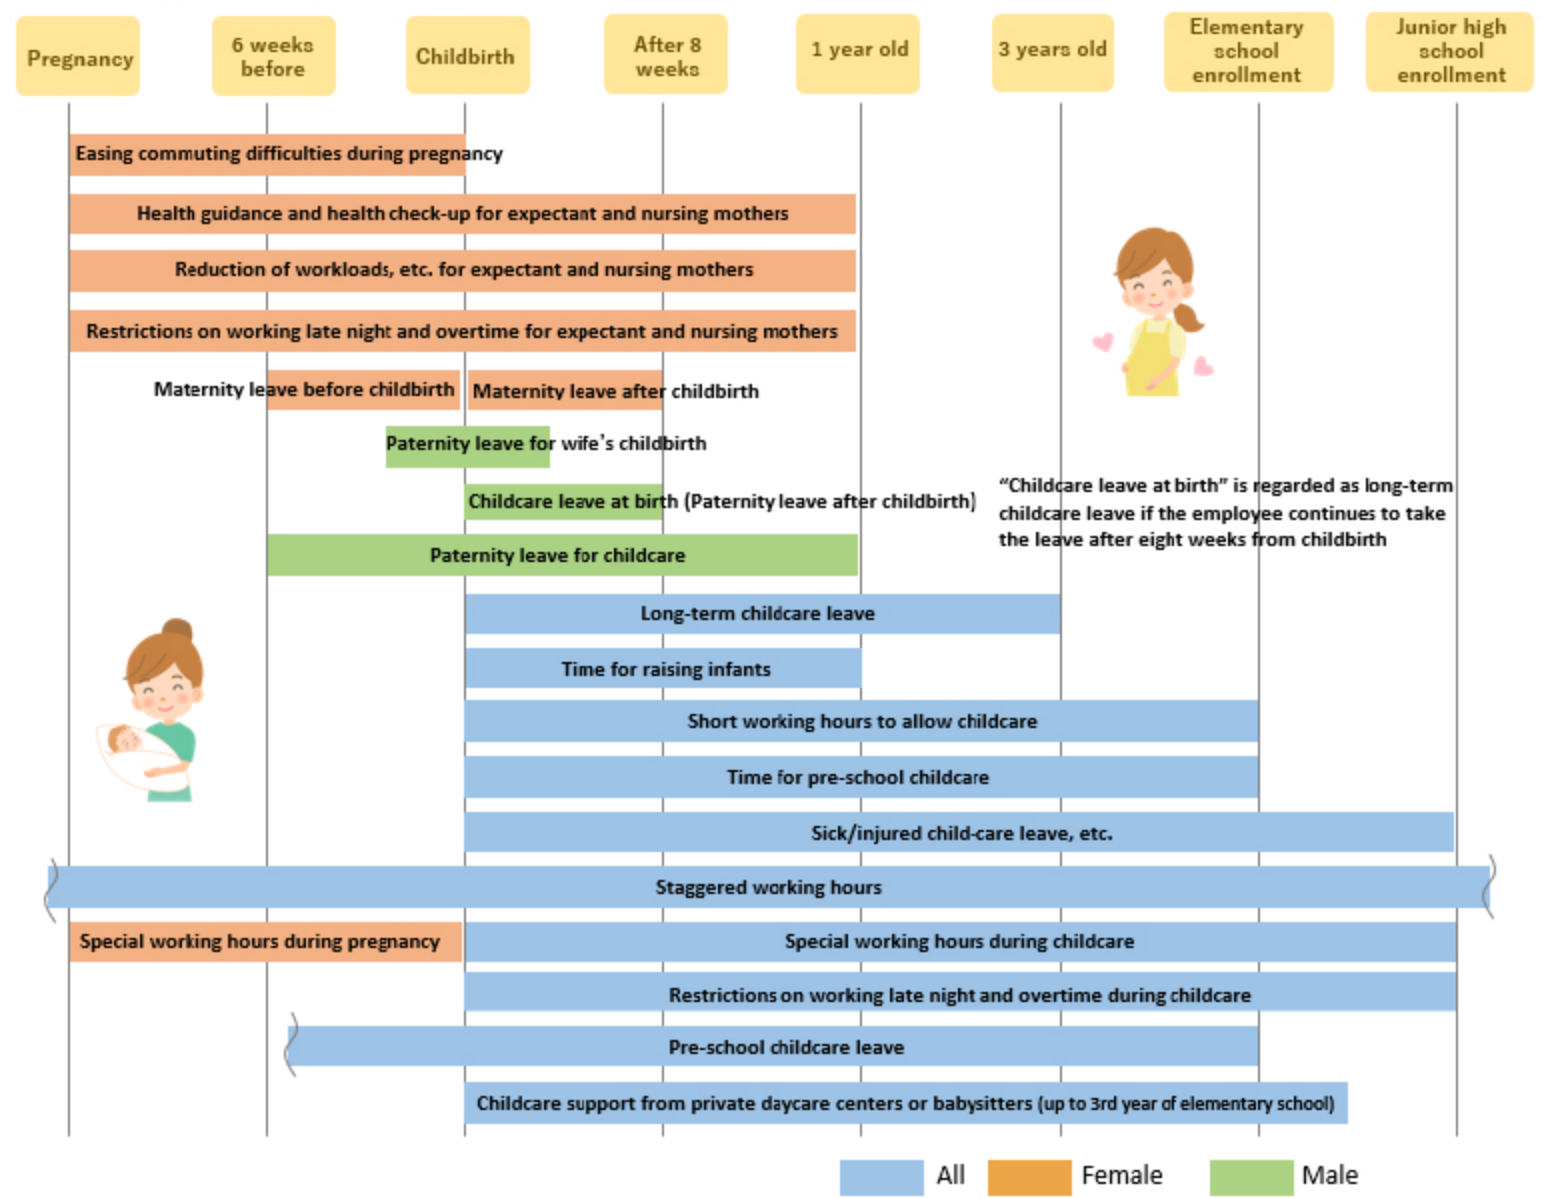 Pregnancy
6 weeks
before
Childbirth
After 8
weeks
1 year old
3 years old
Elementary
school
enrollment
Junior high
school
enrollment
Easing commuting difficulties during pregnancy
Health guidance and health check-up for expectant and nursing mothers
Reduction of workloads, etc. for expectant and nursing mothers
Restrictions on working late night and overtime for expectant and nursing mothers
Maternity leave before childbirth
Maternity leave after childbirth
Paternity leave for wife's childbirth
Childcare leave at birth (Paternity leave after childbirth)
“Childcare leave at birth” is regarded as long-term
childcare leave if the employee continues to take
the leave after eight weeks from childbirth
Paternity leave for childcare
Long-term childcare leave
Time for raising infants
Short working hours to allow childcare
Time for pre-school childcare
Sick/injured child-care leave, etc.
Staggered working hours
Special working hours during pregnancy
Special working hours during childcare
Restrictions on working late night and overtime during childcare
Pre-school childcare leave
Childcare support from private daycare centers or babysitters (up to 3rd year of elementary school)
All
Female
Male